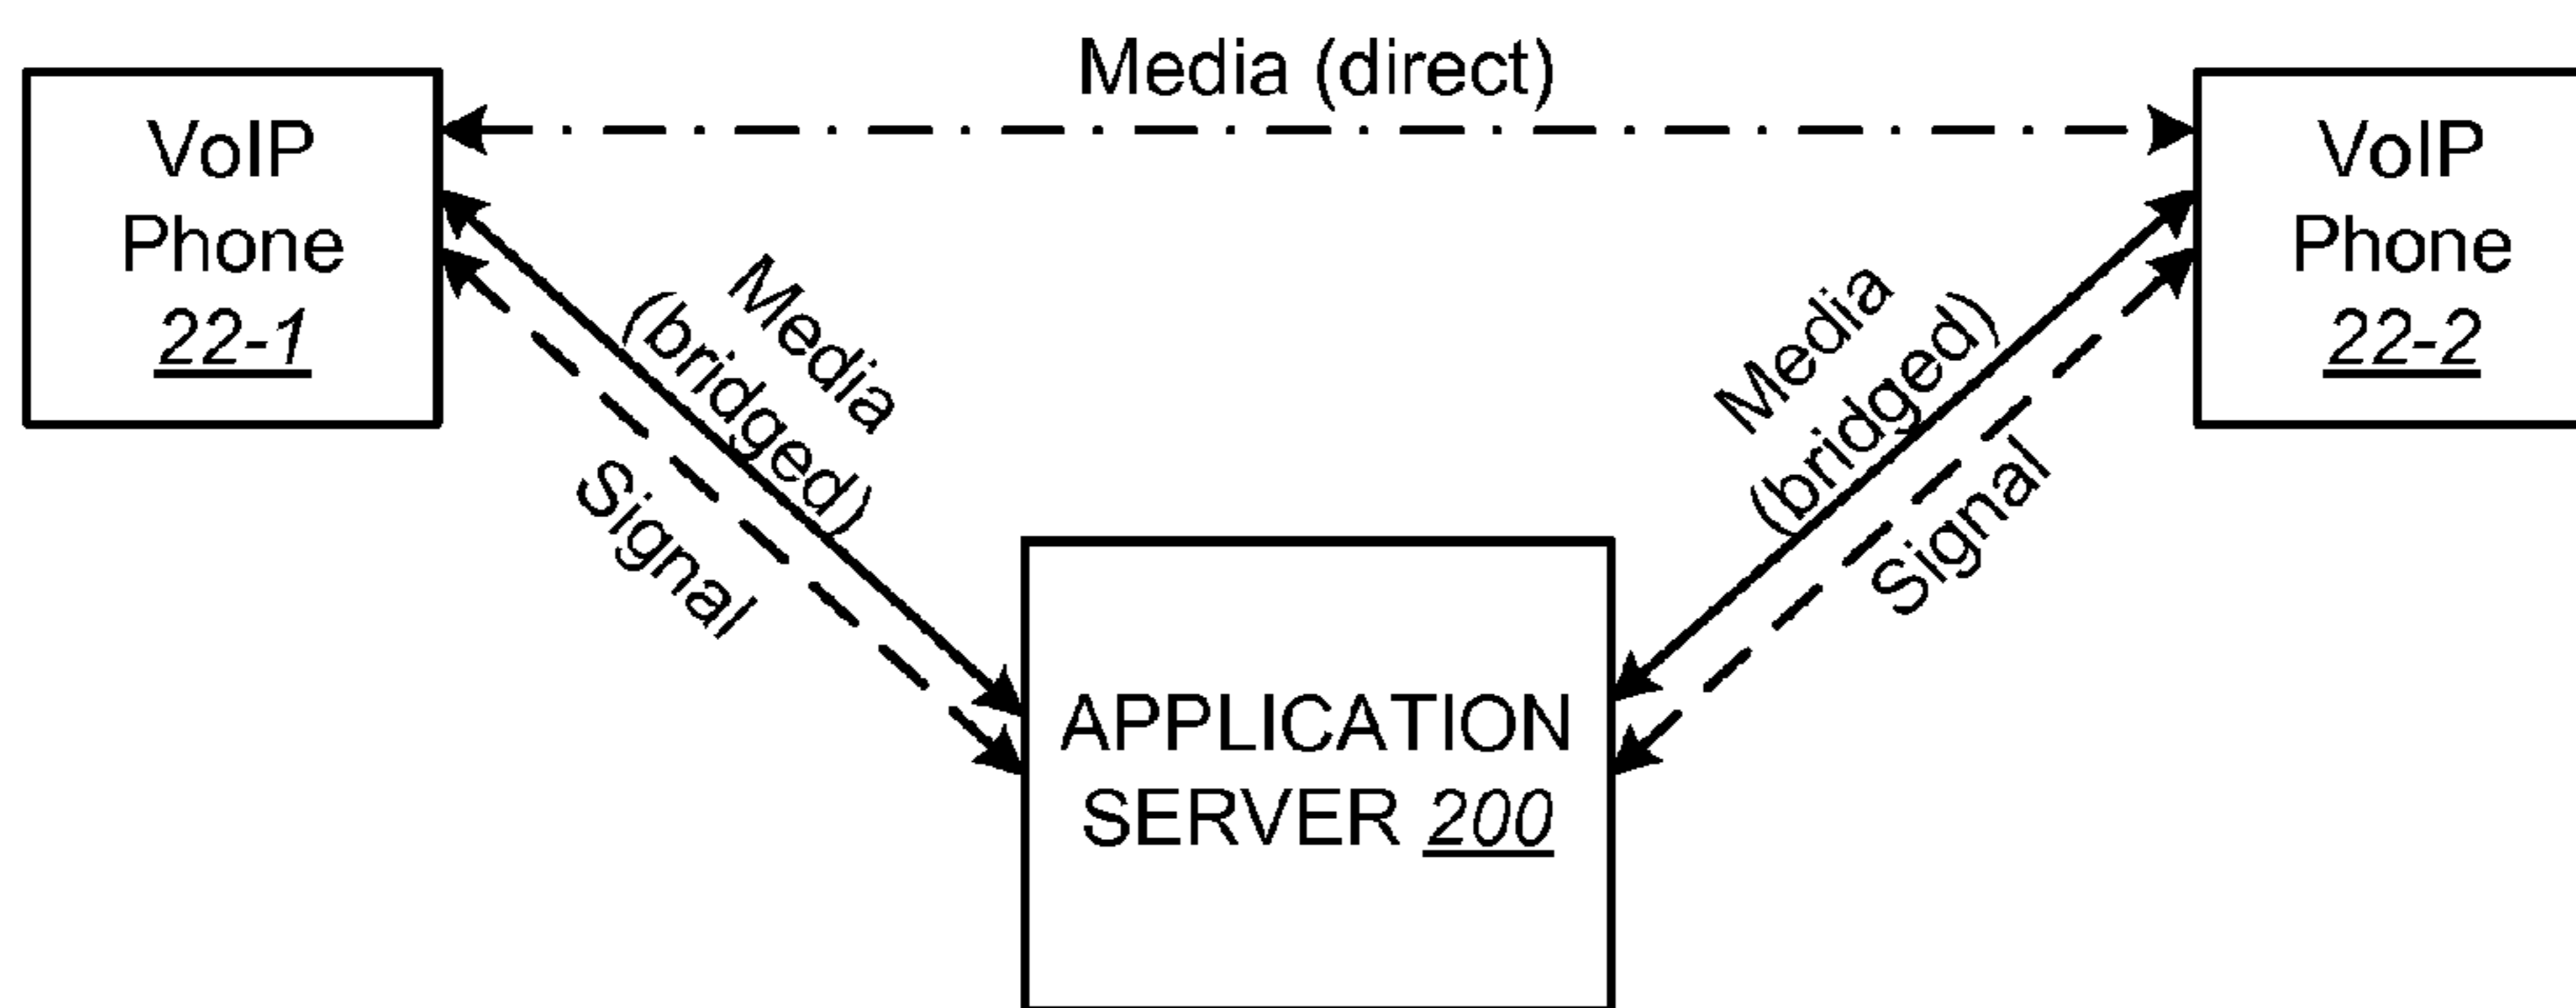 Media (direct)
VoIP
Phone
22-1
VoIP
Phone
22-2
Media
(bridged)
Signal
Media
(bridged)
Signal
APPLICATION
SERVER 200